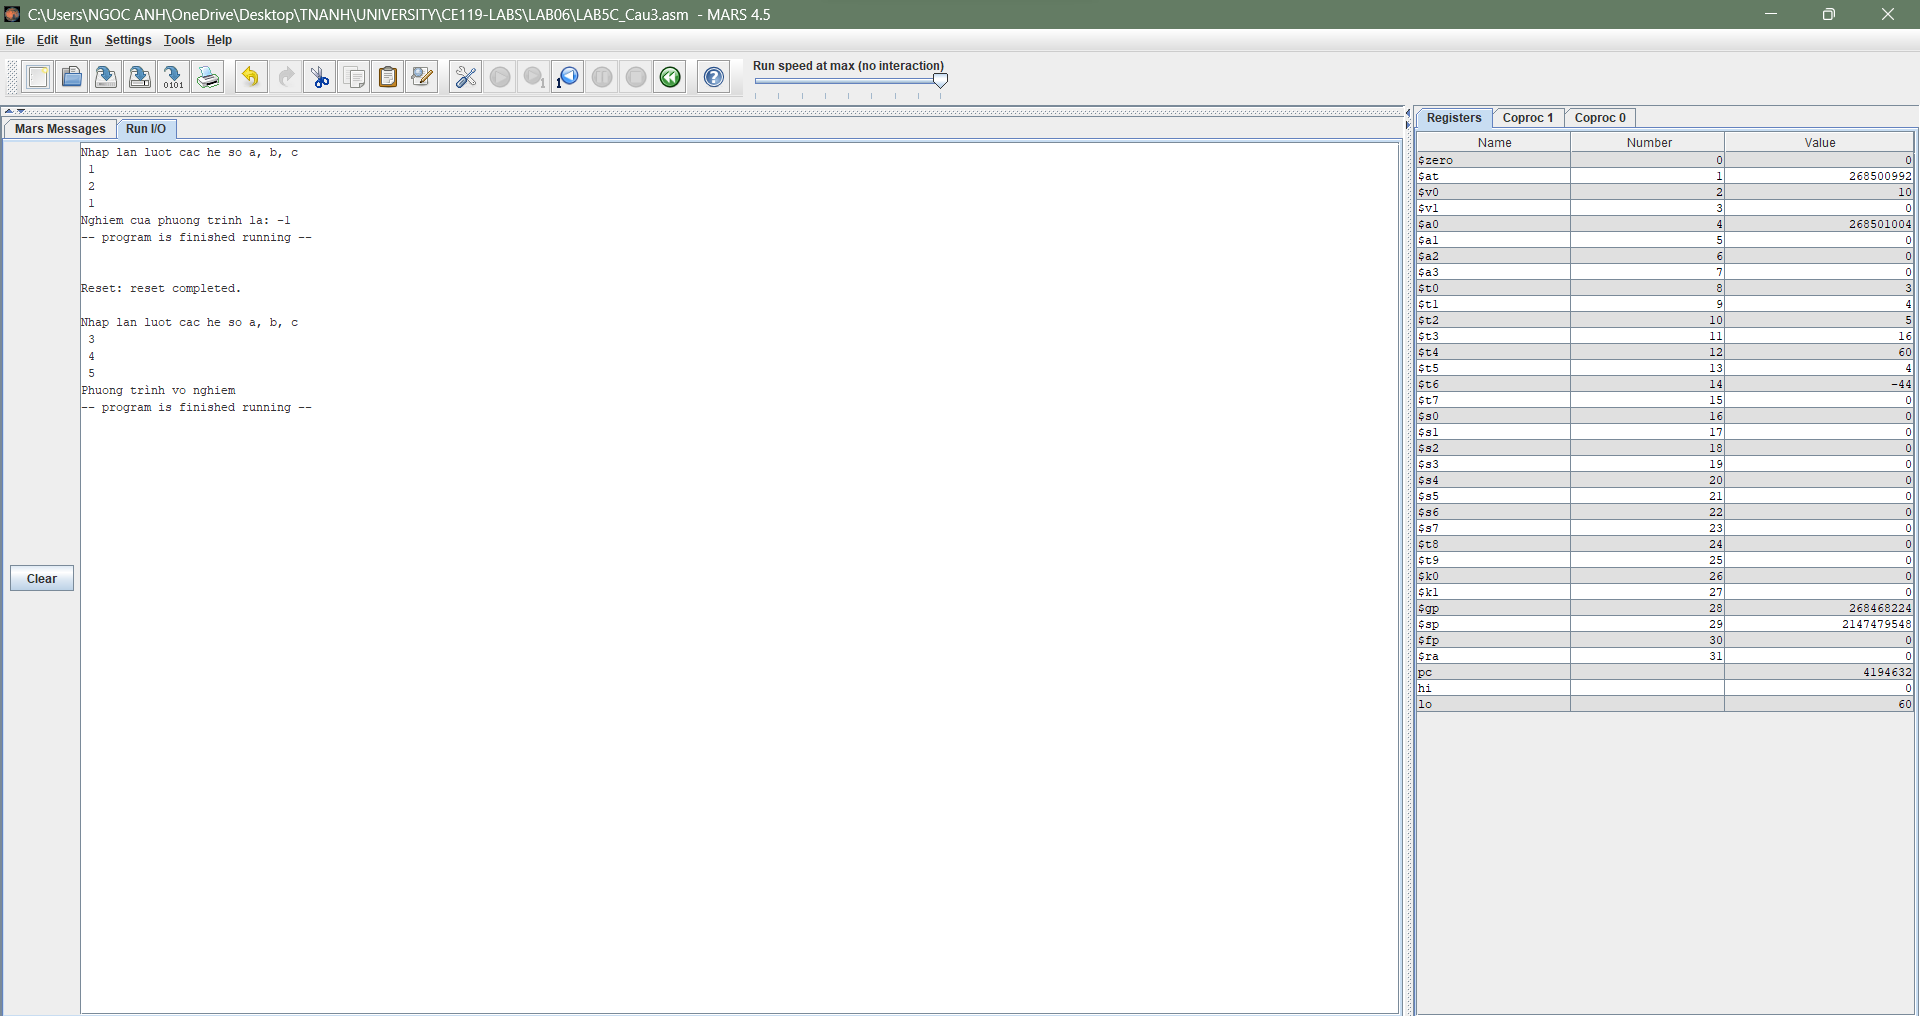 C:\Users\NGOC ANH\OneDrive\Desktop\TNANH\UNIVERSITY\CE119-LABS\LAB06\LAB5C_Cau3.asm - MARS 4.5
File Edit Run Settings Tools Help
Run speed at max (no interaction)
Mars Messages Run I/O
Nhap lan luot cac he so a, b, c
1
2
1
Nghiem cua phuong trinh la: -1
-- program is finished running --
Reset: reset completed.
Nhap lan luot cac he so a, b, c
3
4
5
Phuong trình vo nghiem
-- program is finished running --
Clear
Registers Coproc 1 Coproc 0
Name Number Value
$zero 0 0
$at 1 268500992
$v0 2 10
$v1 3 0
$a0 4 268501004
$a1 5 0
$a2 6 0
$a3 7 0
$t0 8 3
$t1 9 4
$t2 10 5
$t3 11 16
$t4 12 60
$t5 13 4
$t6 14 -44
$t7 15 0
$s0 16 0
$s1 17 0
$s2 18 0
$s3 19 0
$s4 20 0
$s5 21 0
$s6 22 0
$s7 23 0
$t8 24 0
$t9 25 0
$k0 26 0
$k1 27 0
$gp 28 268468224
$sp 29 2147479548
$fp 30 0
$ra 31 0
pc 4194632
hi 0
lo 60